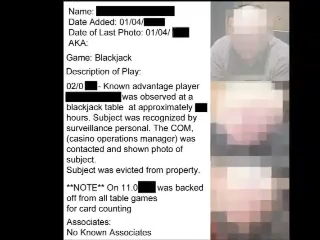 Name:
Date Added: 01/04/
Date of Last Photo: 01/04/
AKA:
Game: Blackjack
Description of Play:
02/0 - Known advantage player
was observed at a
blackjack table at approximately
hours. Subject was recognized by
surveillance personal. The COM,
(casino operations manager) was
contacted and shown photo of
subject.
Subject was evicted from property.
**NOTE** On 11.0 was backed
off from all table games
for card counting
Associates:
No Known Associates